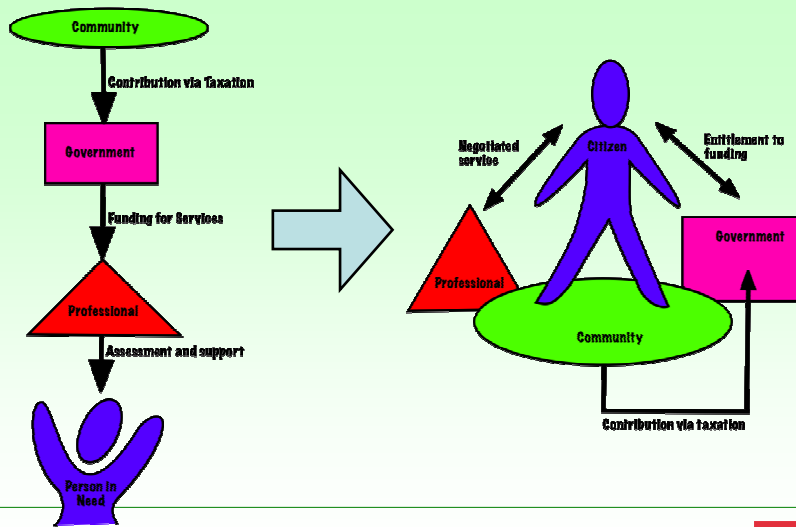 Community
Contribution via Taxation
Government
Funding for Services
Professional
Assessment and support
Person in
Need
Negotiated
service
Citizen
Entitlement to
funding
Government
Professional
Community
Contribution via taxation